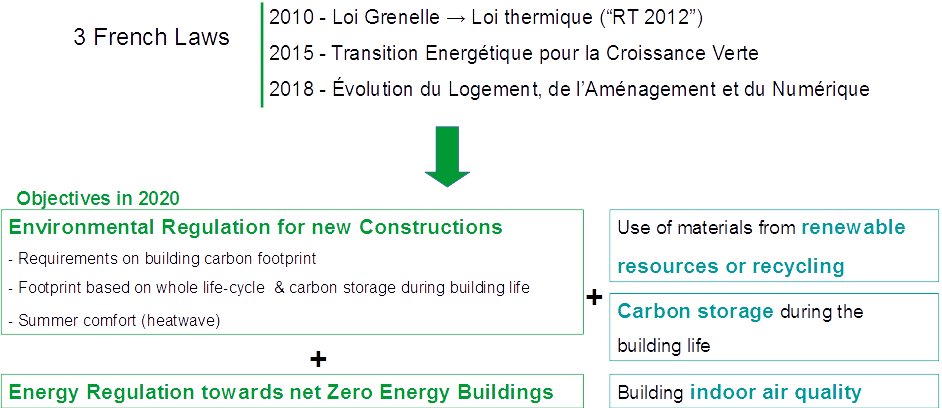 3 French Laws
2010 - Loi Grenelle → Loi thermique (“RT 2012”)
2015 - Transition Energétique pour la Croissance Verte
2018 - Évolution du Logement, de l’Aménagement et du Numérique
Objectives in 2020
Environmental Regulation for new Constructions
- Requirements on building carbon footprint
- Footprint based on whole life-cycle & carbon storage during building life
- Summer comfort (heatwave)
+
Energy Regulation towards net Zero Energy Buildings
+
Use of materials from renewable
resources or recycling
Carbon storage during the
building life
Building indoor air quality